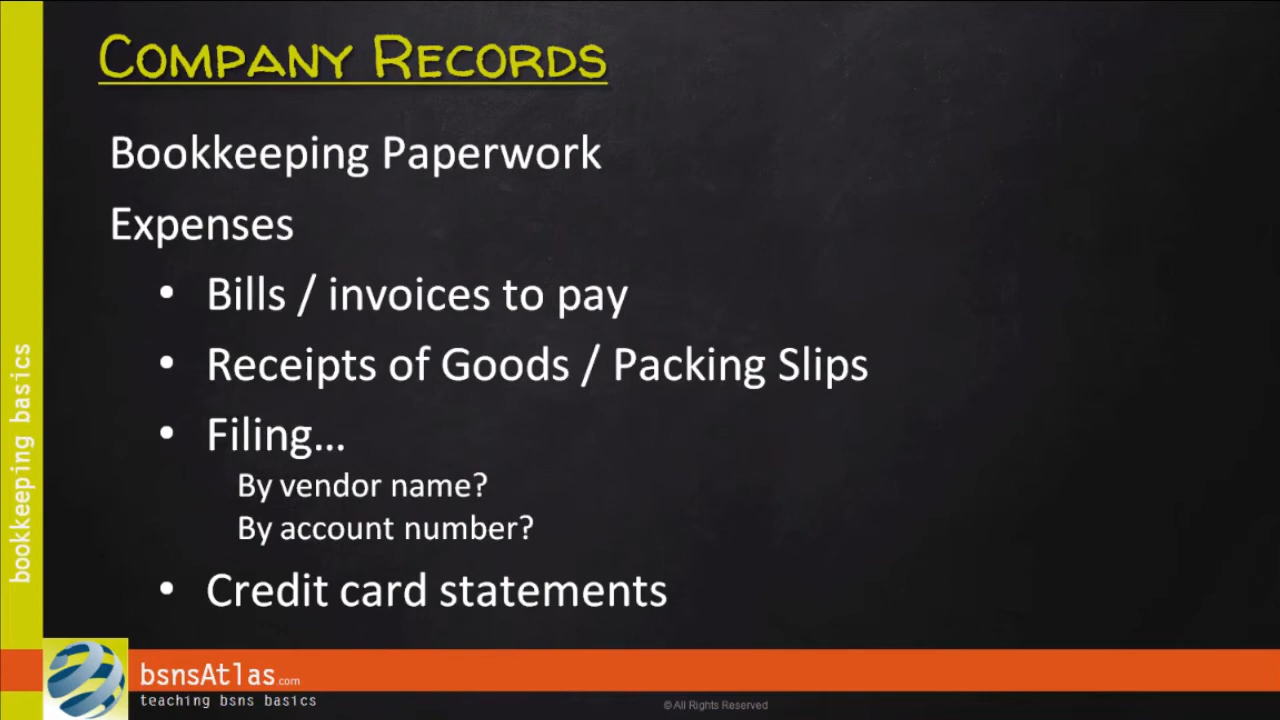 Company Records
Bookkeeping Paperwork
Expenses
• Bills / invoices to pay
• Receipts of Goods / Packing Slips
• Filing...
By vendor name?
By account number?
• Credit card statements
bookkeeping basics
bsnsAtlas.com
teaching bsns basics
© All Rights Reserved